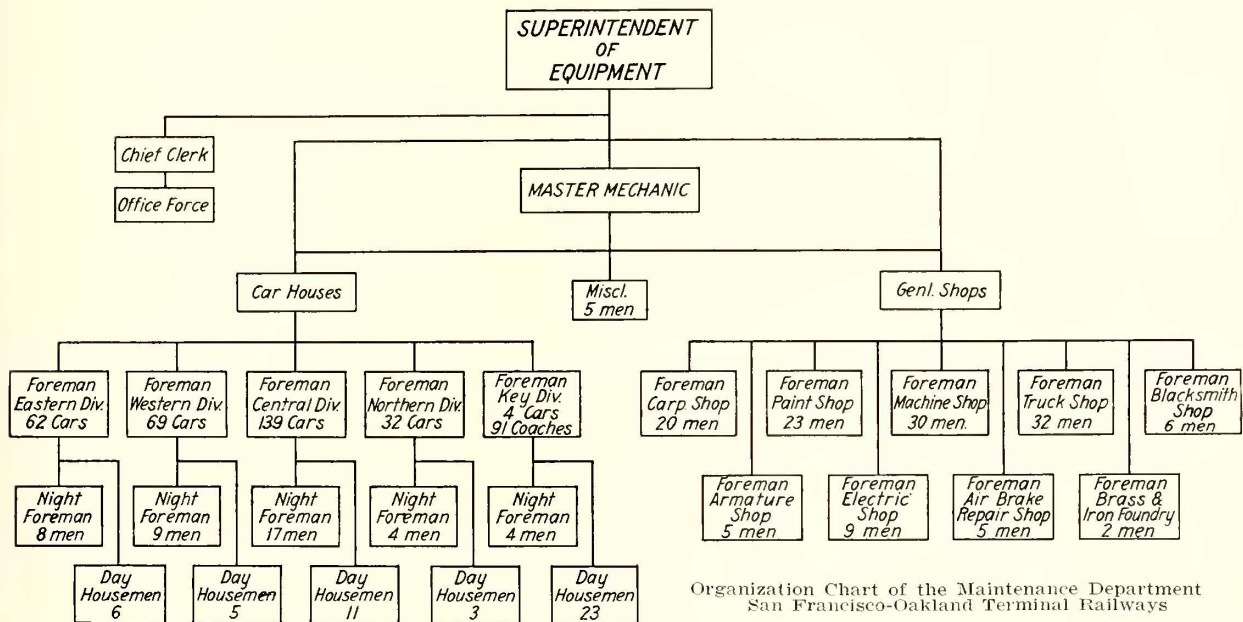 SUPERINTENDENT
OF
EQUIPMENT
Chief Clerk
Office Force
MASTER MECHANIC
Car Houses
Miscl.
5 men
Genl. Shops
Foreman
Eastern Div.
62 Cars
Foreman
Western Div.
69 Cars
Foreman
Central Div.
139 Cars
Foreman
Northern Div.
32 Cars
Foreman
Key Div.
4 Cars
91 Coaches
Foreman
Carp. Shop
20 men
Foreman
Paint Shop
23 men
Foreman
Machine Shop
30 men.
Foreman
Truck Shop
32 men
Foreman
Blacksmith
Shop
6 men
Night
Foreman
8 men
Night
Foreman
9 men
Night
Foreman
17 men
Night
Foreman
4 men
Night
Foreman
4 men
Foreman
Armature
Shop
5 men
Foreman
Electric
Shop
9 men
Foreman
Air Brake
Repair Shop
5 men
Foreman
Brass &
Iron Foundry
2 men
Day
Housemen
6
Day
Housemen
5
Day
Housemen
11
Day
Housemen
3
Day
Housemen
23
Organization Chart of the Maintenance Department
San Francisco-Oakland Terminal Railways